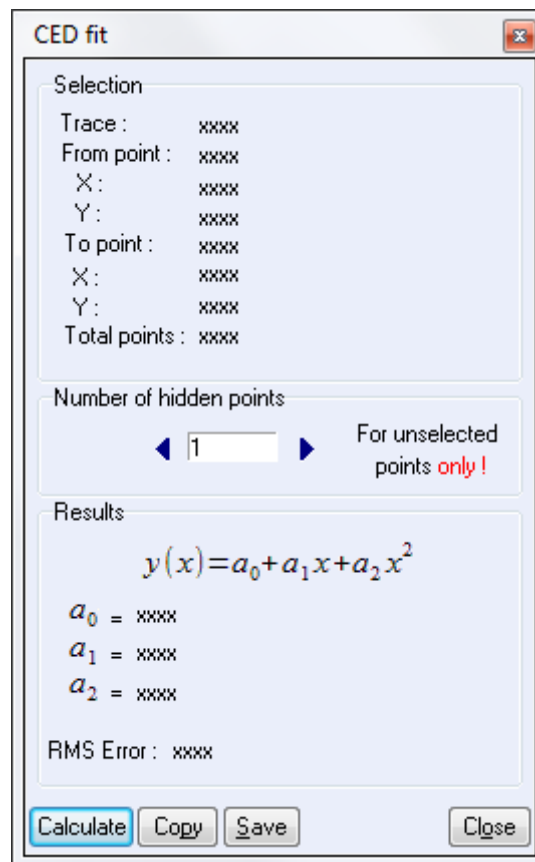 CED fit
Selection
Trace : xxxx
From point : xxxx
X : xxxx
Y : xxxx
To point : xxxx
X : xxxx
Y : xxxx
Total points : xxxx
Number of hidden points
1
For unselected
points only !
Results
y(x)=a₀+a₁x+a₂x²
a₀ = xxxx
a₁ = xxxx
a₂ = xxxx
RMS Error : xxxx
Calculate Copy Save Close